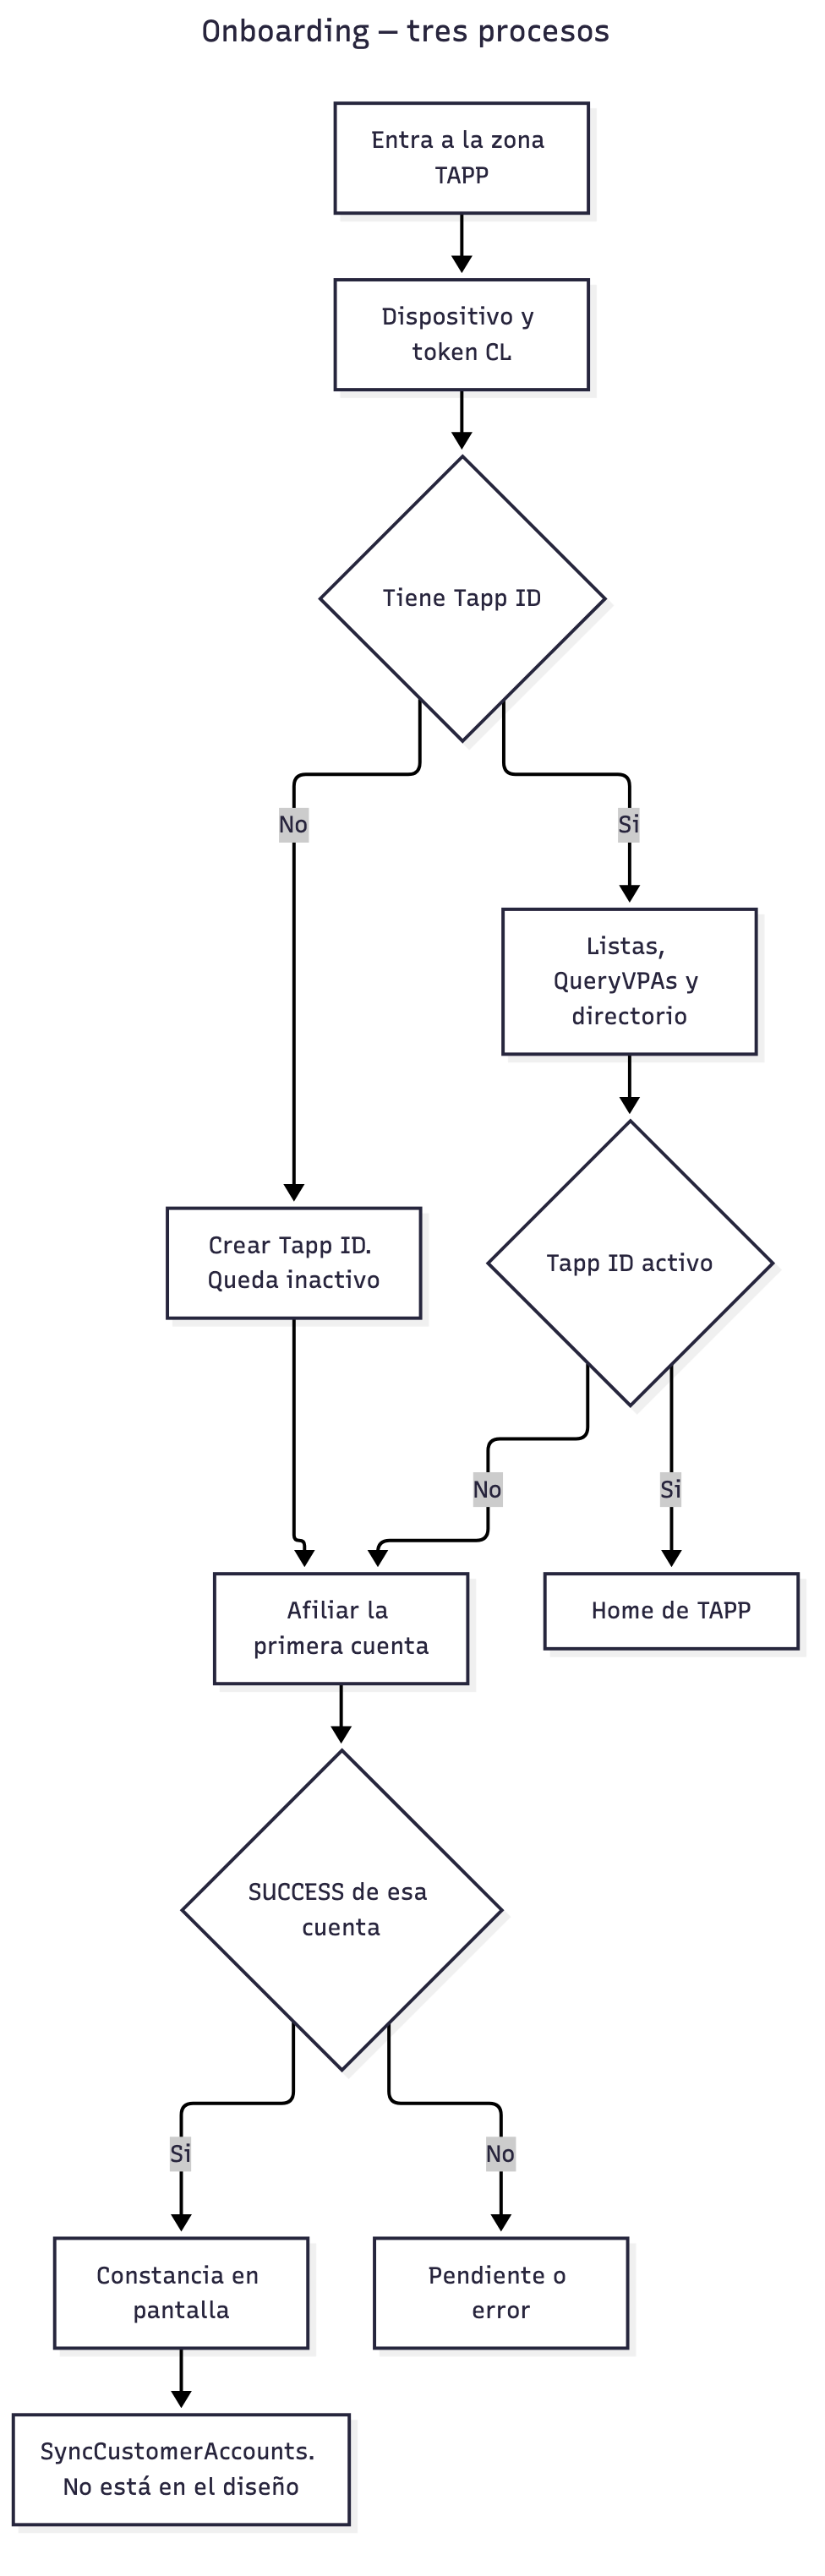 Onboarding — tres procesos
Entra a la zona
TAPP
Dispositivo y
token CL
Tiene Tapp ID
No
Si
Listas,
QueryVPAs y
directorio
Crear Tapp ID.
Queda inactivo
Tapp ID activo
No
Si
Afiliar la
primera cuenta
Home de TAPP
SUCCESS de esa
cuenta
Si
No
Constancia en
pantalla
Pendiente o
error
SyncCustomerAccounts.
No está en el diseño